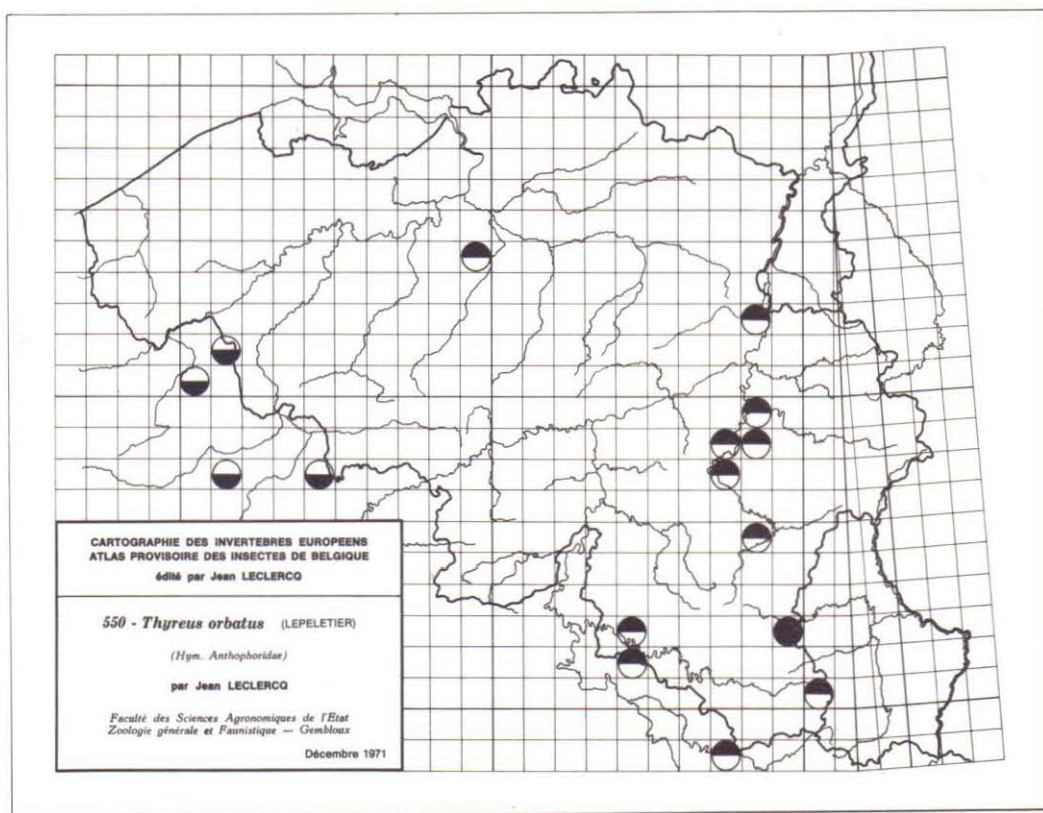 CARTOGRAPHIE DES INVERTEBRES EUROPEENS
ATLAS PROVISOIRE DES INSECTES DE BELGIQUE
édité par Jean LECLERCQ
550 - Thyreus orbatus (LEPELETIER)
(Hym. Anthophoridae)
par Jean LECLERCQ
Faculté des Sciences Agronomiques de l'Etat
Zoologie générale et Faunistique — Gembloux
Décembre 1971